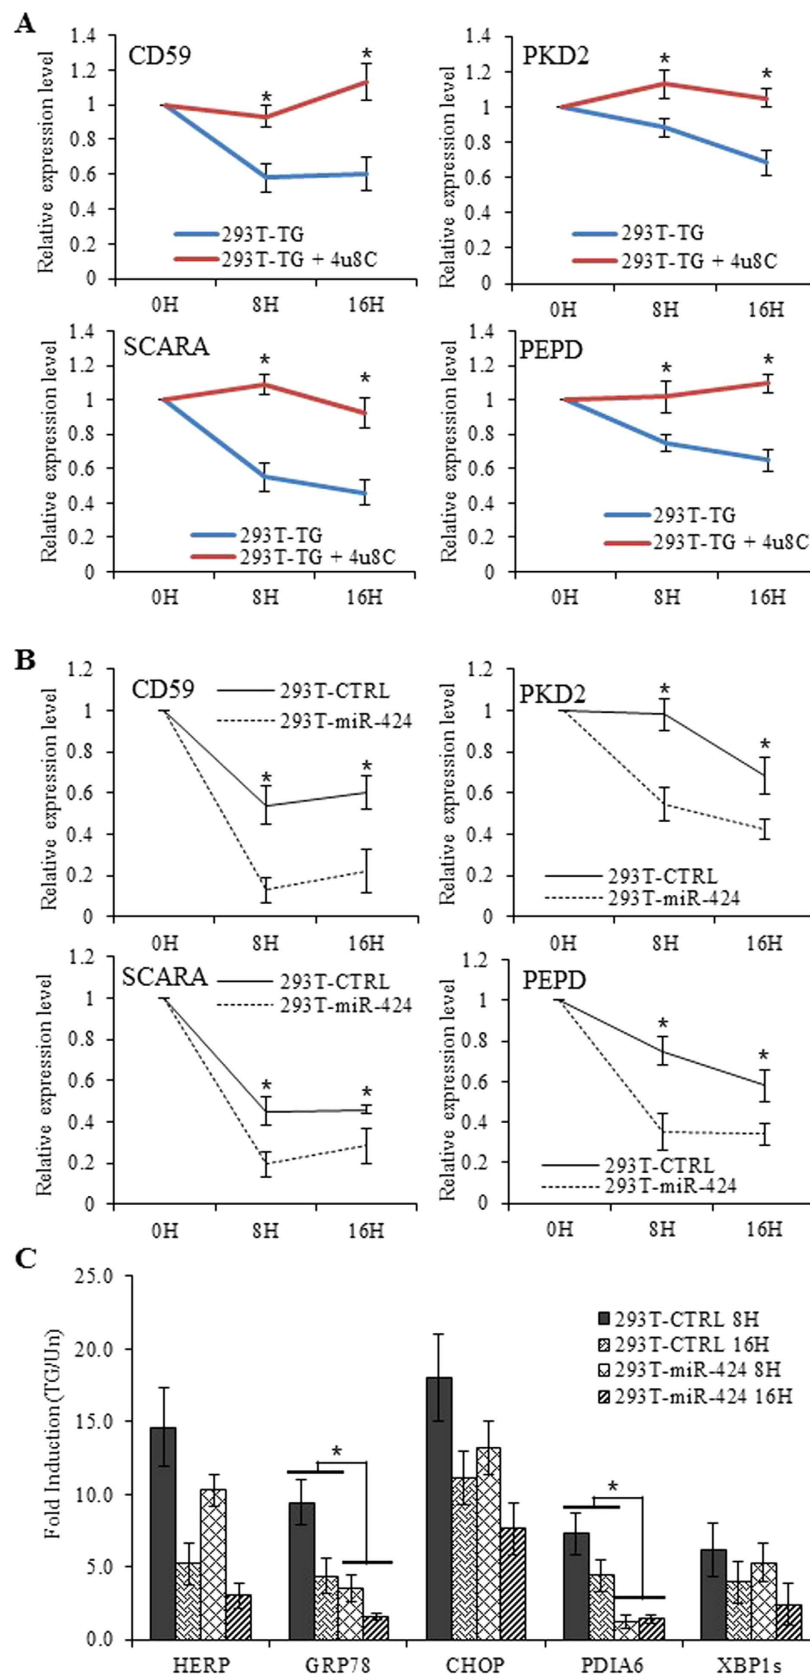 A
CD59
Relative expression level
1.4
1.2
1
0.8
0.6
0.4
0.2
0
*
*
293T-TG
293T-TG + 4u8C
0H 8H 16H
PKD2
Relative expression level
1.4
1.2
1
0.8
0.6
0.4
0.2
0
*
*
293T-TG
293T-TG + 4u8C
0H 8H 16H
SCARA
Relative expression level
1.4
1.2
1
0.8
0.6
0.4
0.2
0
*
*
293T-TG
293T-TG + 4u8C
0H 8H 16H
PEPD
Relative expression level
1.4
1.2
1
0.8
0.6
0.4
0.2
0
*
*
293T-TG
293T-TG + 4u8C
0H 8H 16H
B
CD59
293T-CTRL
293T-miR-424
Relative expression level
1.2
1
0.8
0.6
0.4
0.2
0
*
*
0H 8H 16H
PKD2
Relative expression level
1.2
1
0.8
0.6
0.4
0.2
0
*
*
293T-CTRL
293T-miR-424
0H 8H 16H
SCARA
293T-CTRL
293T-miR-424
Relative expression level
1.2
1
0.8
0.6
0.4
0.2
0
*
*
0H 8H 16H
PEPD
Relative expression level
1.2
1
0.8
0.6
0.4
0.2
0
*
*
293T-CTRL
293T-miR-424
0H 8H 16H
C
Fold Induction (TG/Un)
25.0
20.0
15.0
10.0
5.0
0.0
293T-CTRL 8H
293T-CTRL 16H
293T-miR-424 8H
293T-miR-424 16H
*
*
HERP GRP78 CHOP PDIA6 XBP1s